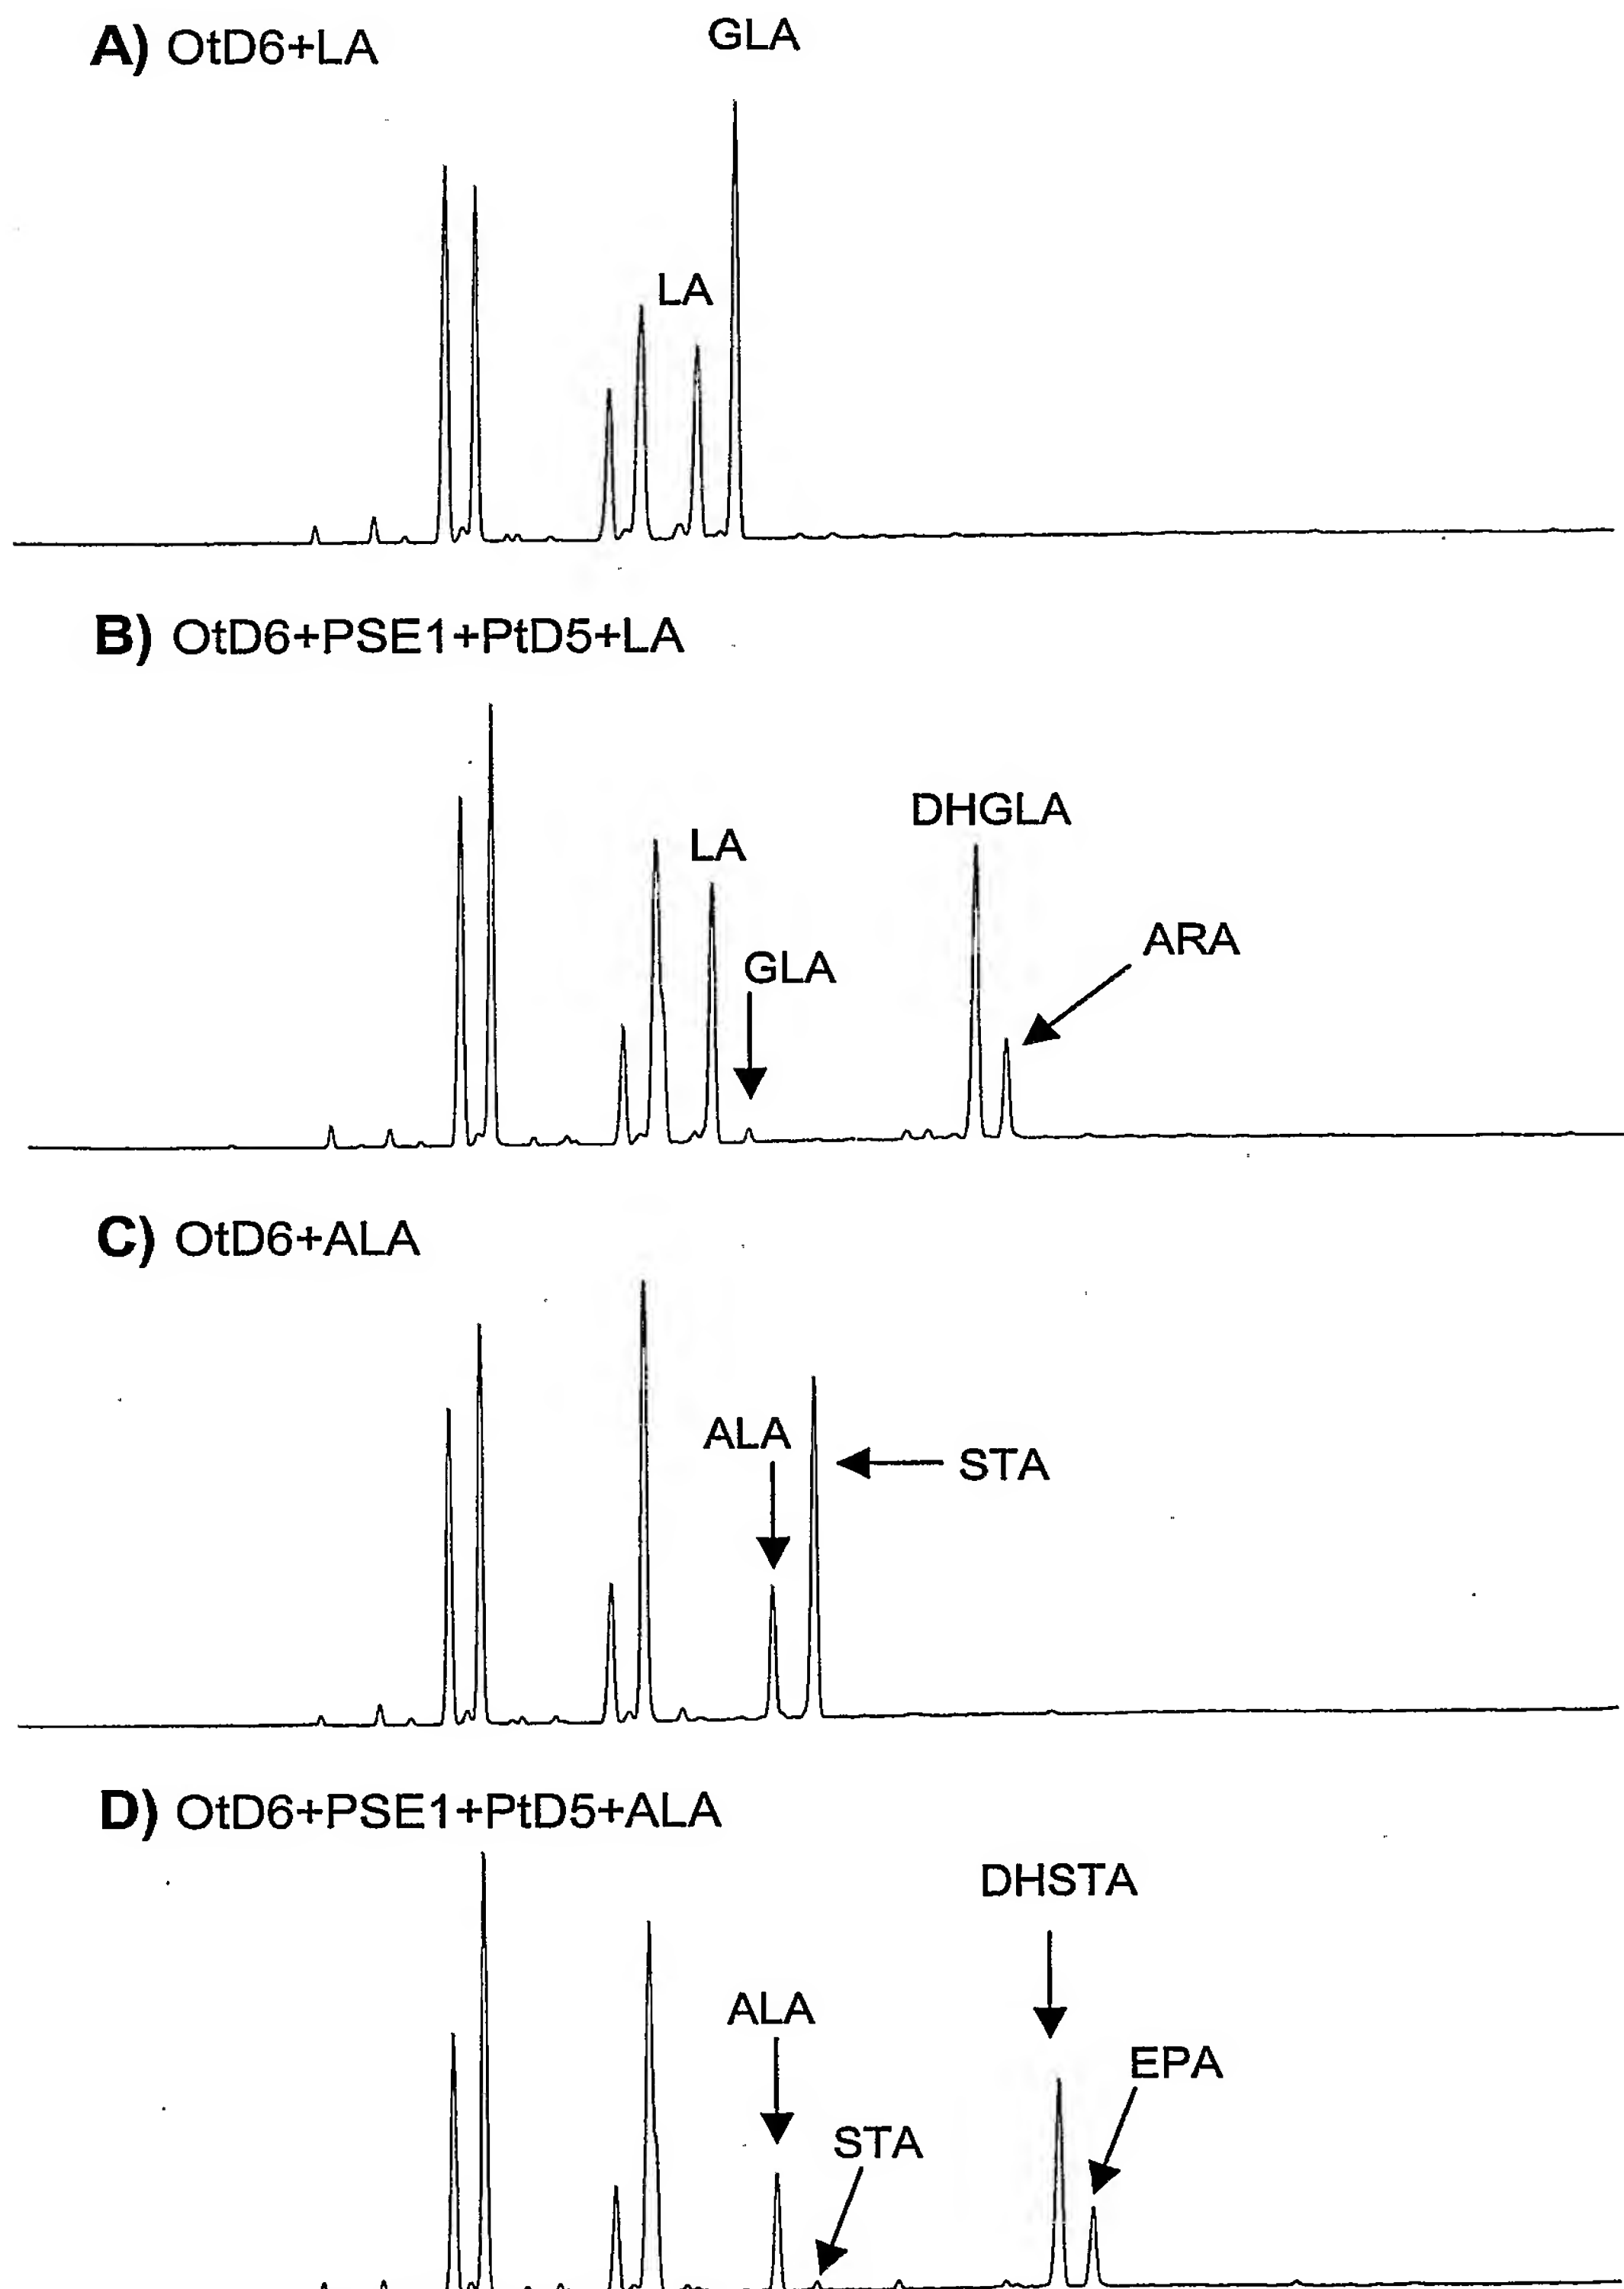 A) OtD6+LA
GLA
LA
B) OtD6+PSE1+PtD5+LA
DHGLA
LA
ARA
GLA
C) OtD6+ALA
ALA
STA
D) OtD6+PSE1+PtD5+ALA
DHSTA
ALA
EPA
STA